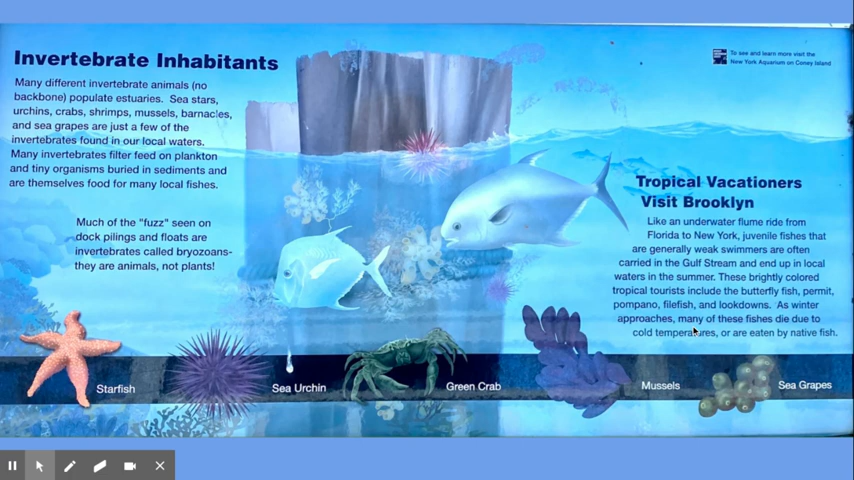 Invertebrate Inhabitants
Many different invertebrate animals (no
backbone) populate estuaries. Sea stars,
urchins, crabs, shrimps, mussels, barnacles,
and sea grapes are just a few of the
invertebrates found in our local waters.
Many invertebrates filter feed on plankton
and tiny organisms buried in sediments and
are themselves food for many local fishes.
Much of the "fuzz" seen on
dock pilings and floats are
invertebrates called bryozoans-
they are animals, not plants!
To see and learn more visit the
New York Aquarium on Coney Island
Tropical Vacationers
Visit Brooklyn
Like an underwater flume ride from
Florida to New York, juvenile fishes that
are generally weak swimmers are often
carried in the Gulf Stream and end up in local
waters in the summer. These brightly colored
tropical tourists include the butterfly fish, permit,
pompano, filefish, and lookdowns. As winter
approaches, many of these fishes die due to
cold temperatures, or are eaten by native fish.
Starfish
Sea Urchin
Green Crab
Mussels
Sea Grapes